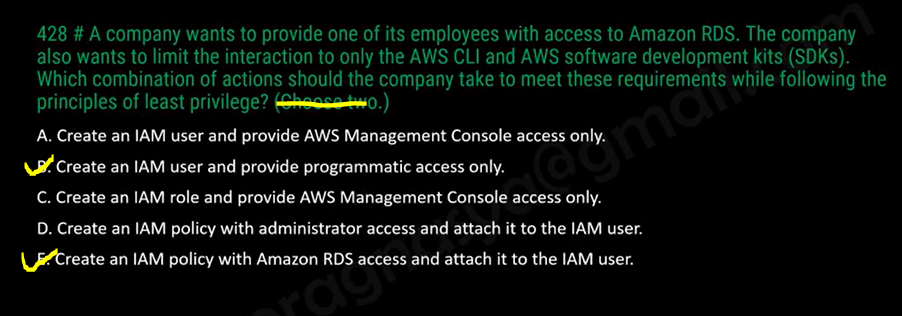 428 # A company wants to provide one of its employees with access to Amazon RDS. The company
also wants to limit the interaction to only the AWS CLI and AWS software development kits (SDKs).
Which combination of actions should the company take to meet these requirements while following the
principles of least privilege? (Choose two.)
A. Create an IAM user and provide AWS Management Console access only.
B. Create an IAM user and provide programmatic access only.
C. Create an IAM role and provide AWS Management Console access only.
D. Create an IAM policy with administrator access and attach it to the IAM user.
E. Create an IAM policy with Amazon RDS access and attach it to the IAM user.